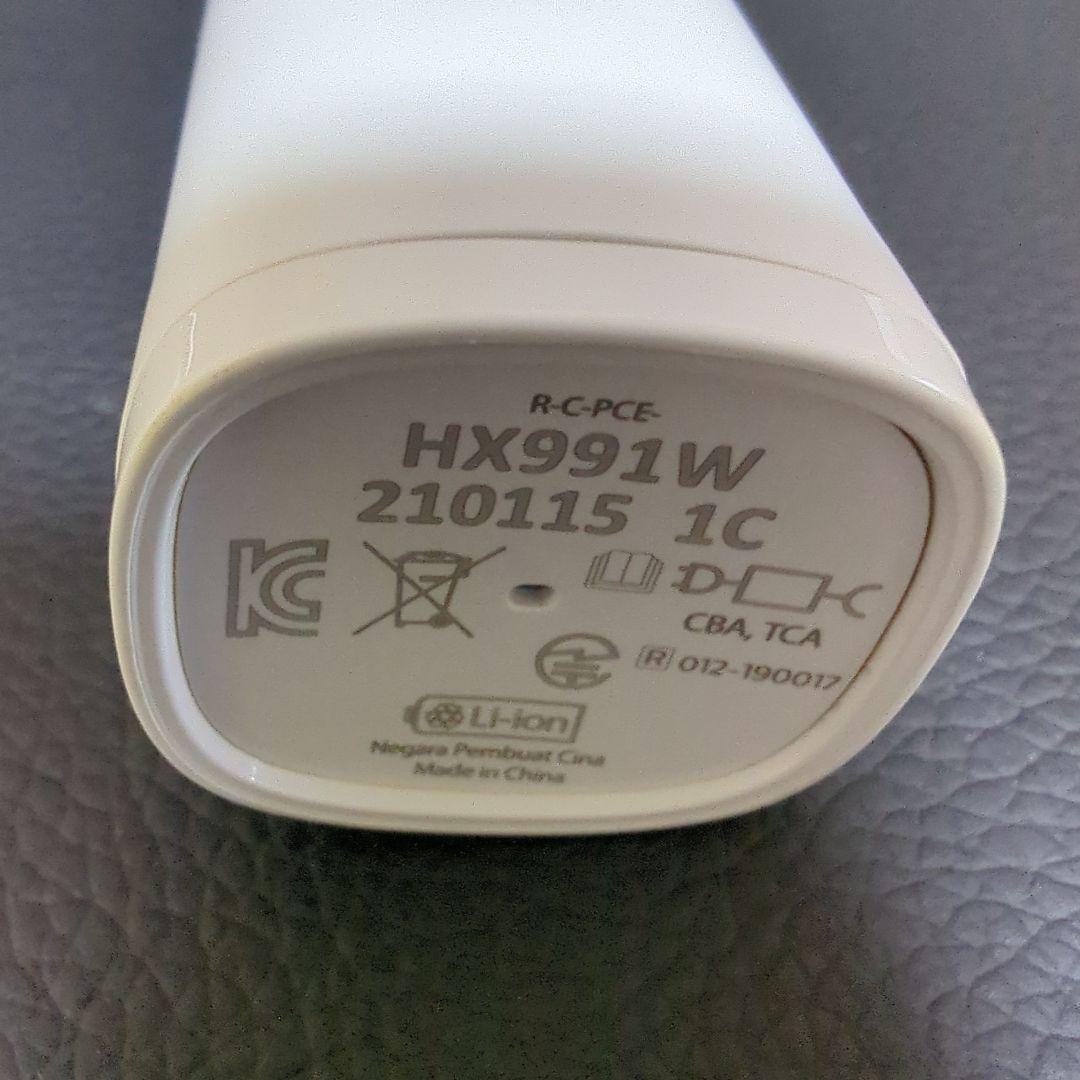 R-C-PCE-
HX991W
210115 1C
CBA, TCA
R 012-190017
Li-ion
Negara Pembuat Cina
Made in China